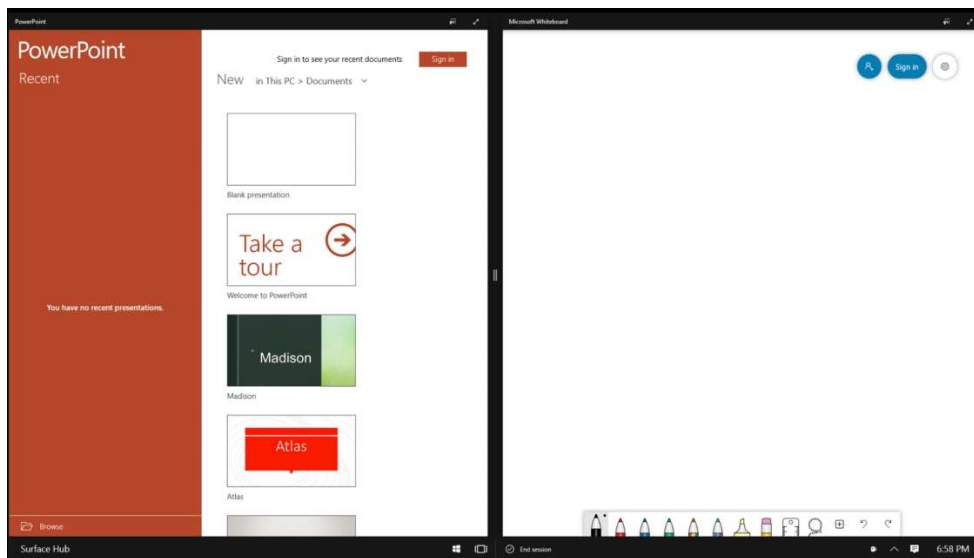 PowerPoint
PowerPoint
Recent
You have no recent presentations.
Browse
Sign in to see your recent documents
Sign in
New in This PC > Documents
Blank presentation
Take a
tour
Welcome to PowerPoint
Madison
Madison
Atlas
Atlas
Microsoft Whiteboard
Sign in
Surface Hub
End session
6:58 PM